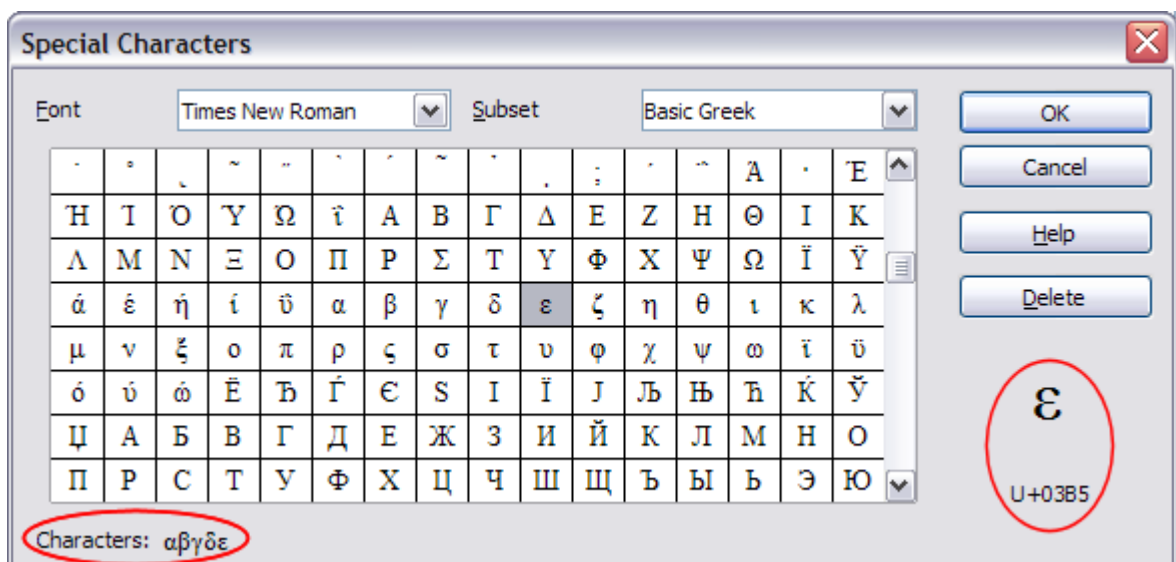 Special Characters
Font Times New Roman Subset Basic Greek OK
Cancel
Help
Delete
΄ Ά · Έ
Ή Ί Ό Ύ Ώ ΐ Α Β Γ Δ Ε Ζ Η Θ Ι Κ
Λ Μ Ν Ξ Ο Π Ρ Σ Τ Υ Φ Χ Ψ Ω Ϊ Ϋ
ά έ ή ί ΰ α β γ δ ε ζ η θ ι κ λ
μ ν ξ ο π ρ ς σ τ υ φ χ ψ ω ϊ ϋ
ό ύ ώ Ё Ђ Ѓ Є Ѕ І Ї Ј Љ Њ Ћ Ќ Ў
Џ А Б В Г Д Е Ж З И Й К Л М Н О
П Р С Т У Ф Х Ц Ч Ш Щ Ъ Ы Ь Э Ю
ε
U+03B5
Characters: αβγδε